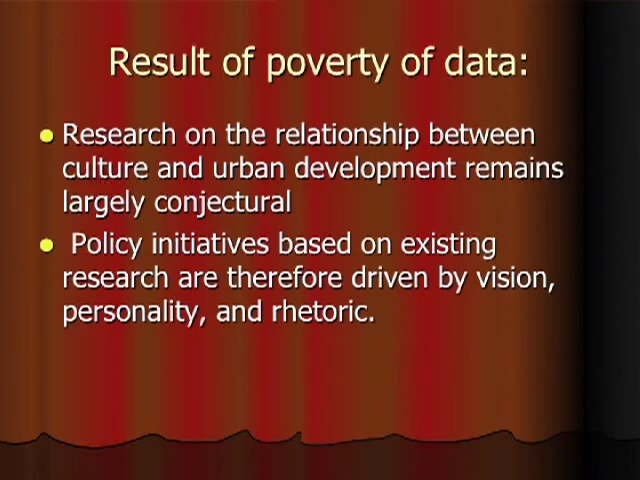 Result of poverty of data:
Research on the relationship between
culture and urban development remains
largely conjectural
Policy initiatives based on existing
research are therefore driven by vision,
personality, and rhetoric.